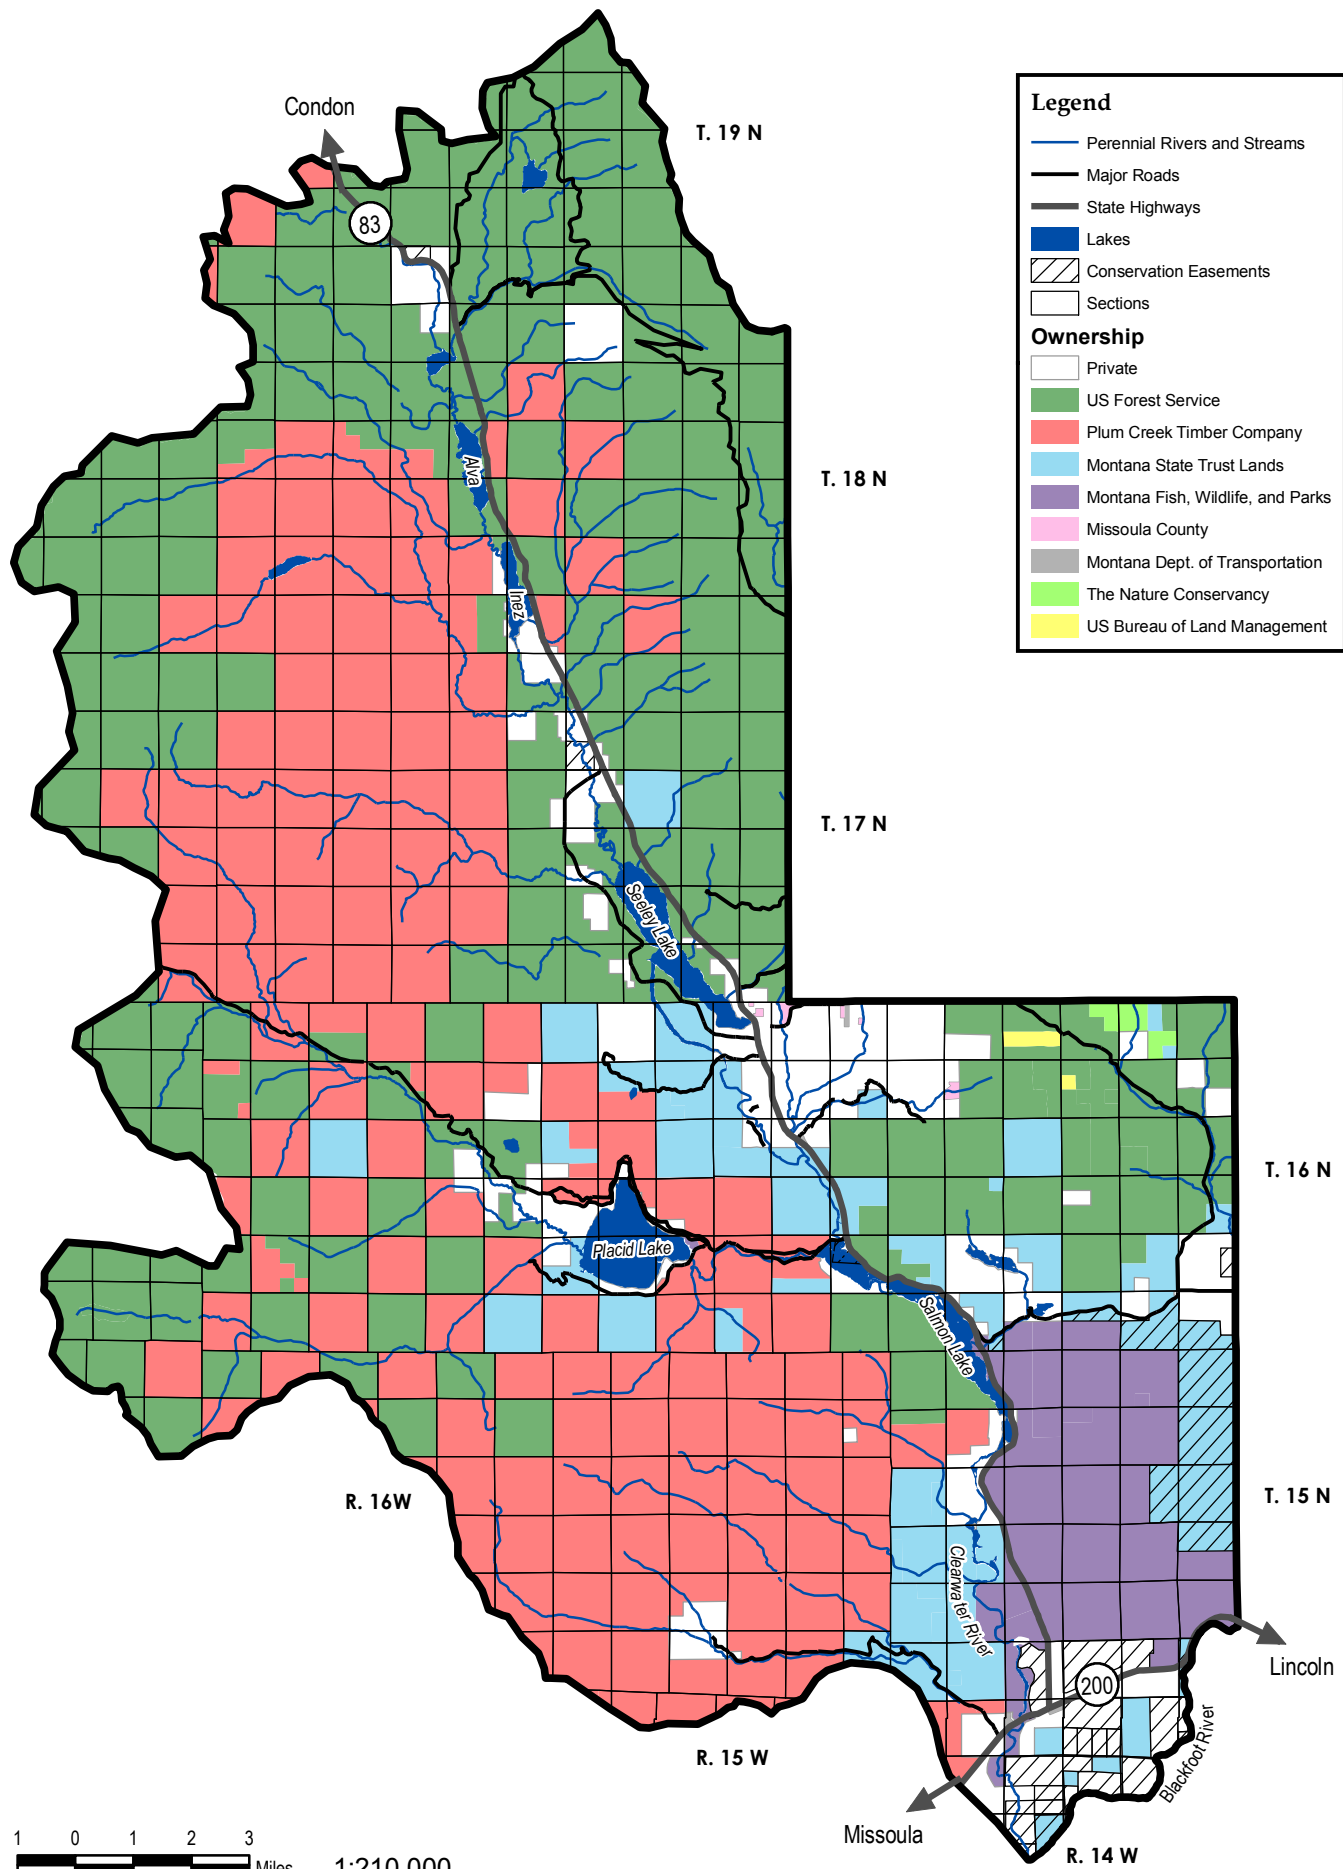 Condon
83
T. 19 N
Legend
Perennial Rivers and Streams
Major Roads
State Highways
Lakes
Conservation Easements
Sections
Ownership
Private
US Forest Service
Plum Creek Timber Company
Montana State Trust Lands
Montana Fish, Wildlife, and Parks
Missoula County
Montana Dept. of Transportation
The Nature Conservancy
US Bureau of Land Management
Alva
T. 18 N
Inez
T. 17 N
Seeley Lake
T. 16 N
Placid Lake
Salmon Lake
R. 16W
T. 15 N
Clearwater River
Lincoln
200
Blackfoot River
R. 15 W
Missoula
R. 14 W
1 0 1 2 3
Miles
1:210,000